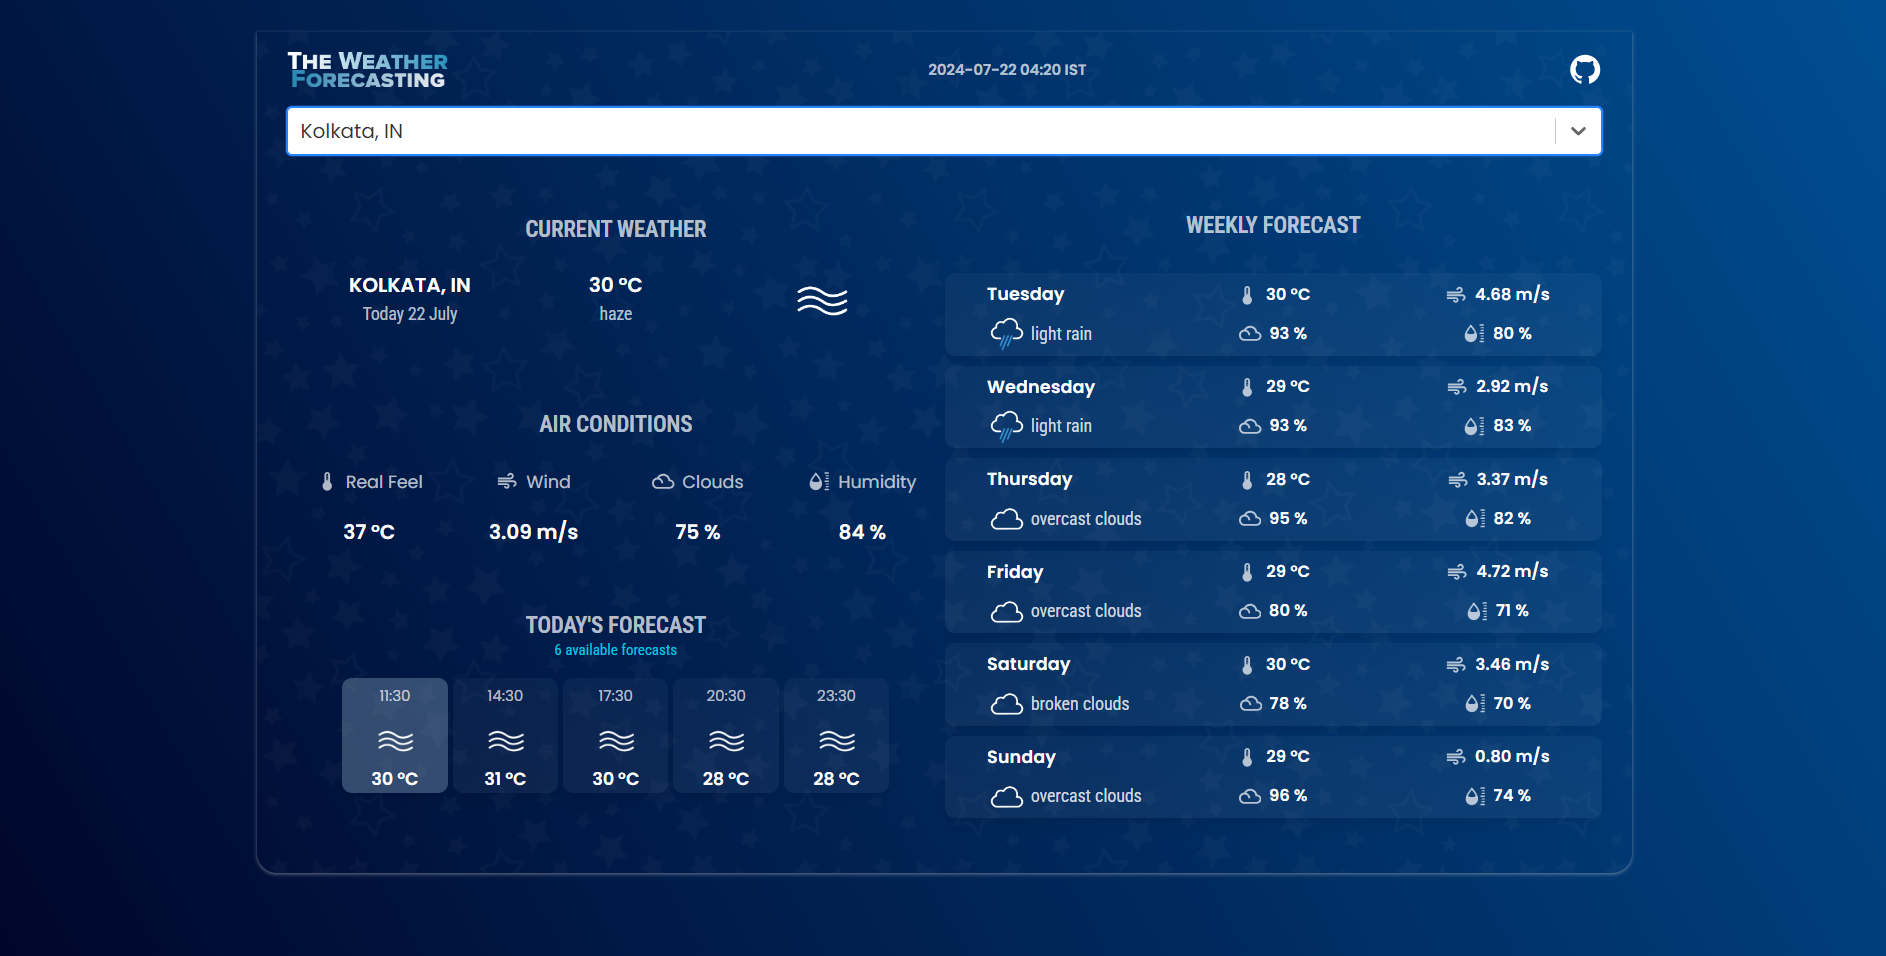 THE WEATHER
FORECASTING
2024-07-22 04:20 IST
Kolkata, IN
CURRENT WEATHER
KOLKATA, IN
Today 22 July
30 °C
haze
AIR CONDITIONS
Real Feel
37 °C
Wind
3.09 m/s
Clouds
75 %
Humidity
84 %
TODAY'S FORECAST
6 available forecasts
11:30
30 °C
14:30
31 °C
17:30
30 °C
20:30
28 °C
23:30
28 °C
WEEKLY FORECAST
Tuesday 30 °C 4.68 m/s
light rain 93 % 80 %
Wednesday 29 °C 2.92 m/s
light rain 93 % 83 %
Thursday 28 °C 3.37 m/s
overcast clouds 95 % 82 %
Friday 29 °C 4.72 m/s
overcast clouds 80 % 71 %
Saturday 30 °C 3.46 m/s
broken clouds 78 % 70 %
Sunday 29 °C 0.80 m/s
overcast clouds 96 % 74 %